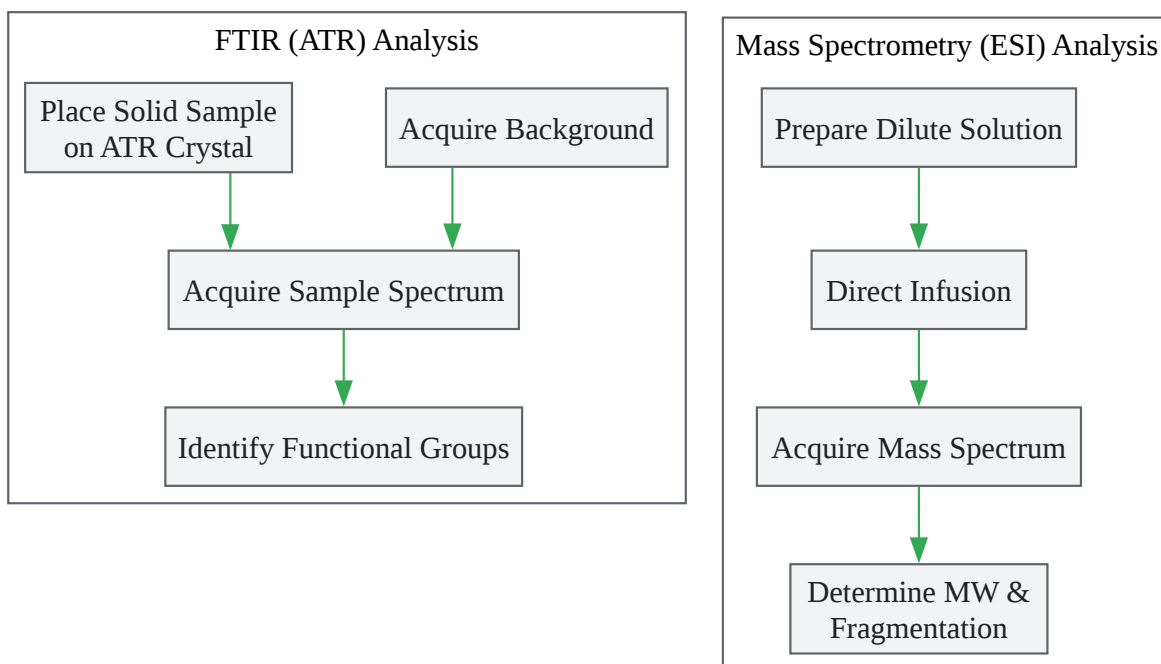 FTIR (ATR) Analysis
Place Solid Sample
on ATR Crystal
Acquire Background
Acquire Sample Spectrum
Identify Functional Groups
Mass Spectrometry (ESI) Analysis
Prepare Dilute Solution
Direct Infusion
Acquire Mass Spectrum
Determine MW &
Fragmentation